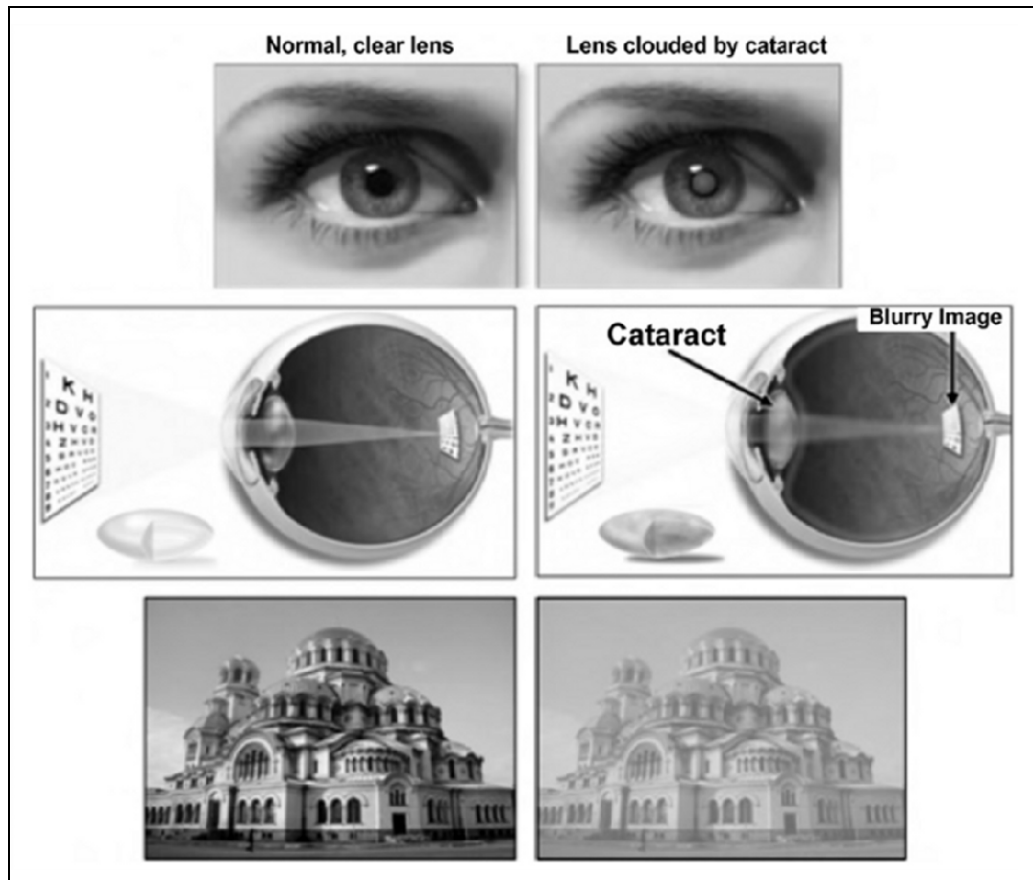 Normal, clear lens
Lens clouded by cataract
Cataract
Blurry Image
K H
D V O
H V C H